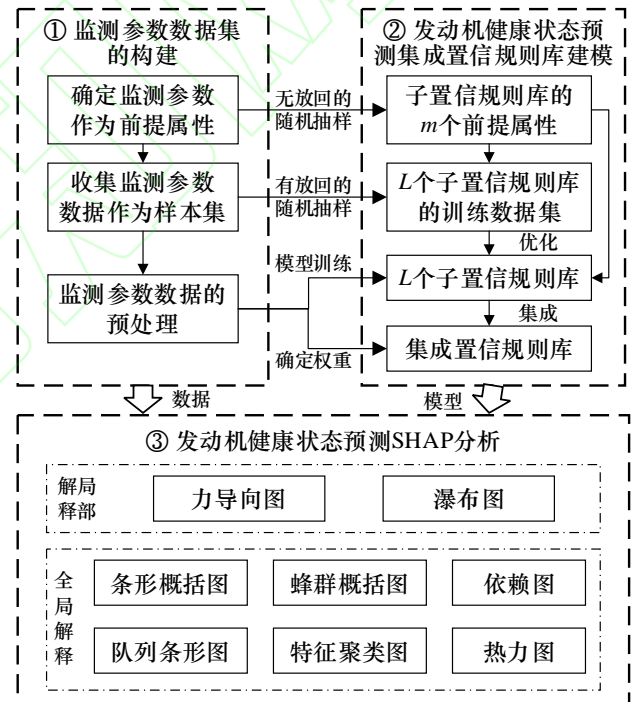 ① 监测参数数据集
的构建
确定监测参数
作为前提属性
收集监测参数
数据作为样本集
监测参数数据的
预处理
无放回的
随机抽样
有放回的
随机抽样
模型训练
确定权重
② 发动机健康状态预
测集成置信规则库建模
子置信规则库的
m个前提属性
L个子置信规则库
的训练数据集
优化
L个子置信规则库
集成
集成置信规则库
数据
模型
③ 发动机健康状态预测SHAP分析
解局
释部
力导向图
瀑布图
全
局
解
释
条形概括图
蜂群概括图
依赖图
队列条形图
特征聚类图
热力图